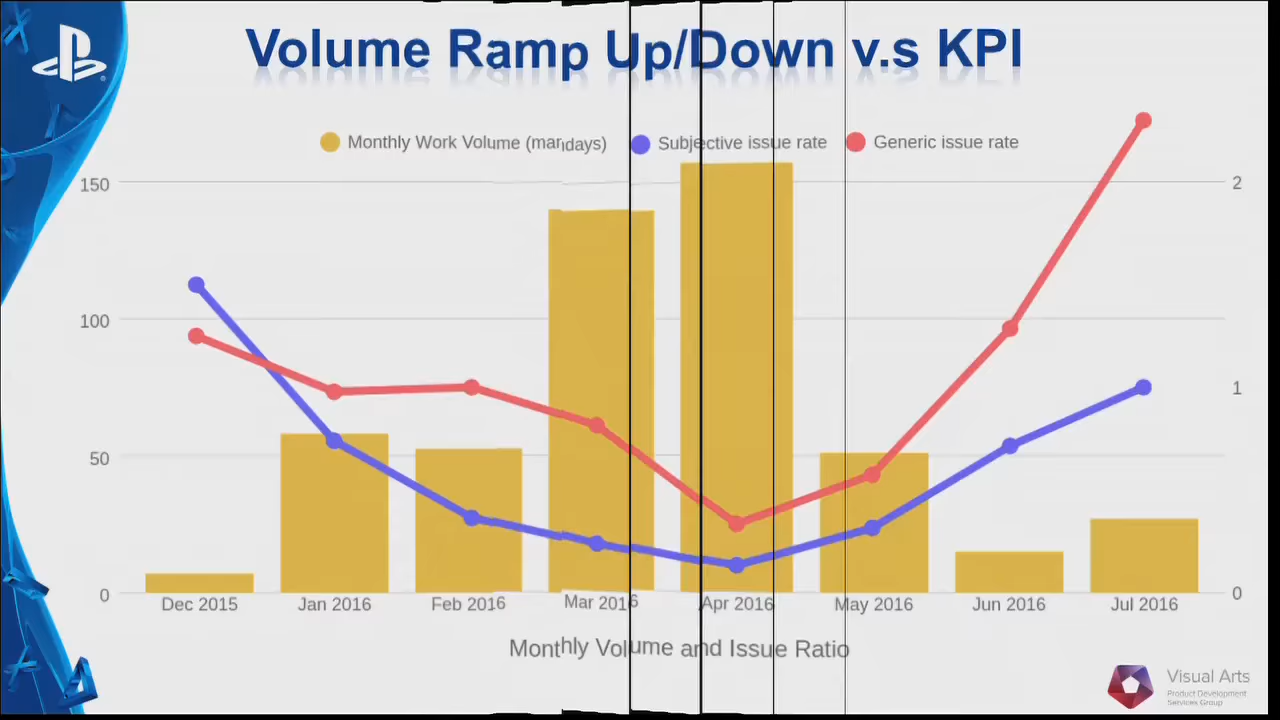 Volume Ramp Up/Down v.s KPI
Monthly Work Volume (mandays) Subjective issue rate Generic issue rate
150 2
100
1
50
0 0
Dec 2015 Jan 2016 Feb 2016 Mar 2016 Apr 2016 May 2016 Jun 2016 Jul 2016
Monthly Volume and Issue Ratio
Visual Arts
Product Development
Services Group